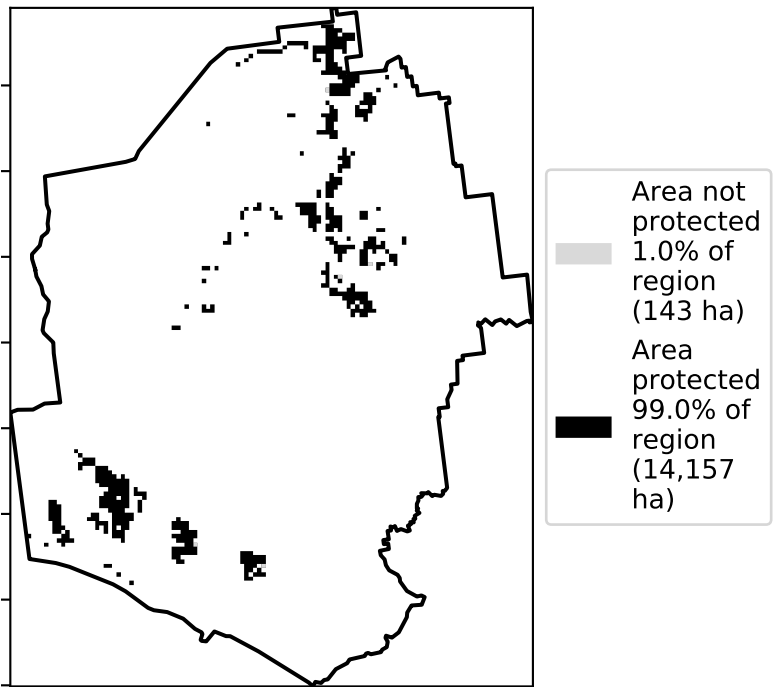 Area not
protected
1.0% of
region
(143 ha)
Area
protected
99.0% of
region
(14,157
ha)